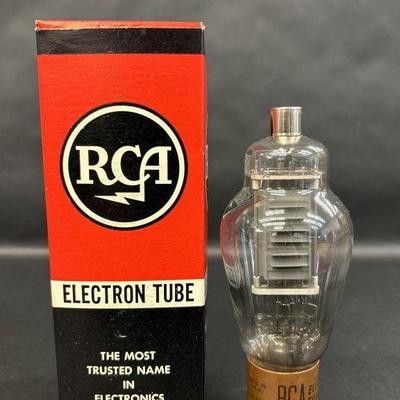 RCA
ELECTRON TUBE
THE MOST
TRUSTED NAME
IN
ELECTRONICS
RCA